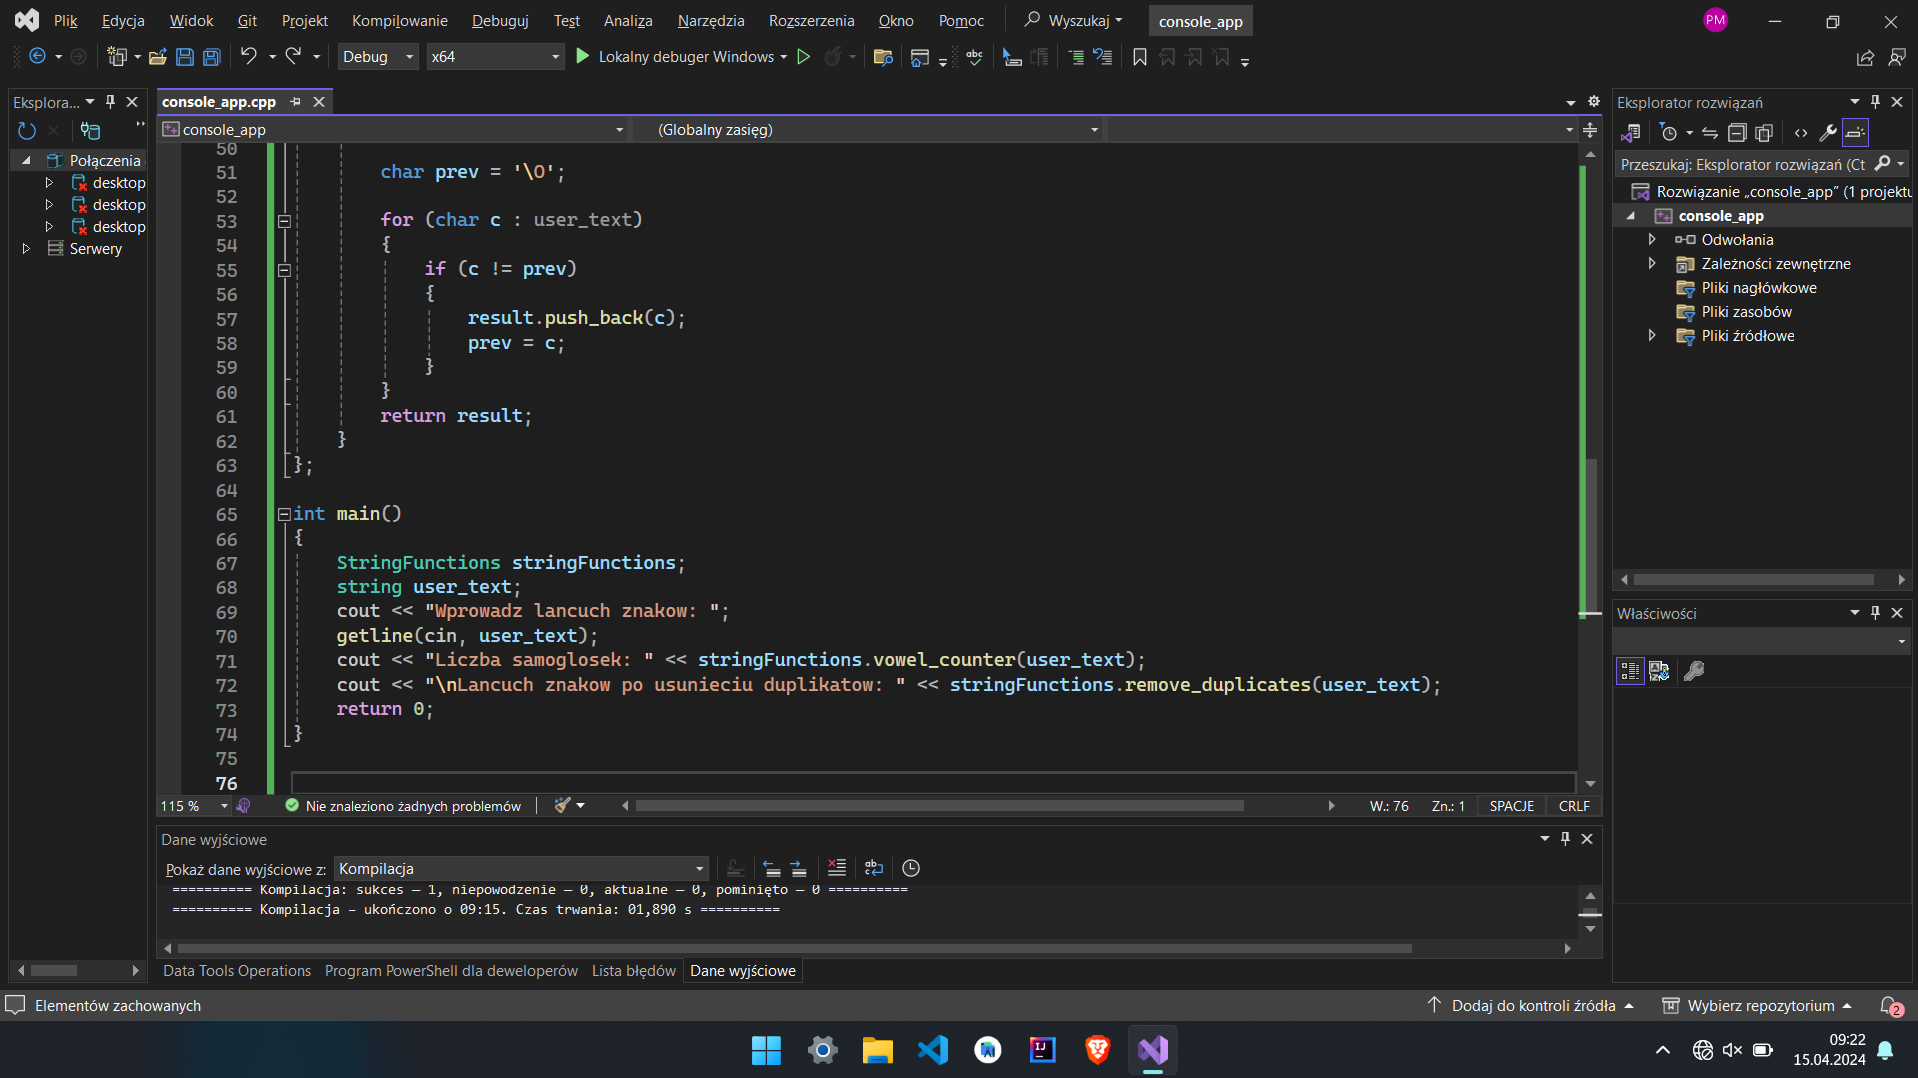 Plik Edycja Widok Git Projekt Kompilowanie Debuguj Test Analiza Narzędzia Rozszerzenia Okno Pomoc Wyszukaj console_app PM
Debug x64 Lokalny debuger Windows
Eksplora...
Połączenia
desktop
desktop
desktop
Serwery
console_app.cpp
console_app (Globalny zasięg)
50
51 char prev = '\O';
52
53 for (char c : user_text)
54 {
55 if (c != prev)
56 {
57 result.push_back(c);
58 prev = c;
59 }
60 }
61 return result;
62 }
63 };
64
65 int main()
66 {
67 StringFunctions stringFunctions;
68 string user_text;
69 cout << "Wprowadz lancuch znakow: ";
70 getline(cin, user_text);
71 cout << "Liczba samoglosek: " << stringFunctions.vowel_counter(user_text);
72 cout << "\nLancuch znakow po usunieciu duplikatow: " << stringFunctions.remove_duplicates(user_text);
73 return 0;
74 }
75
76
115 % Nie znaleziono żadnych problemów W.: 76 Zn.: 1 SPACJE CRLF
Dane wyjściowe
Pokaż dane wyjściowe z: Kompilacja
========== Kompilacja: sukces — 1, niepowodzenie — 0, aktualne — 0, pominięto — 0 ==========
========== Kompilacja — ukończono o 09:15. Czas trwania: 01,890 s ==========
Data Tools Operations Program PowerShell dla deweloperów Lista błędów Dane wyjściowe
Eksplorator rozwiązań
Przeszukaj: Eksplorator rozwiązań (Ct
Rozwiązanie „console_app” (1 projektu
console_app
Odwołania
Zależności zewnętrzne
Pliki nagłówkowe
Pliki zasobów
Pliki źródłowe
Właściwości
Elementów zachowanych Dodaj do kontroli źródła Wybierz repozytorium 2
09:22
15.04.2024